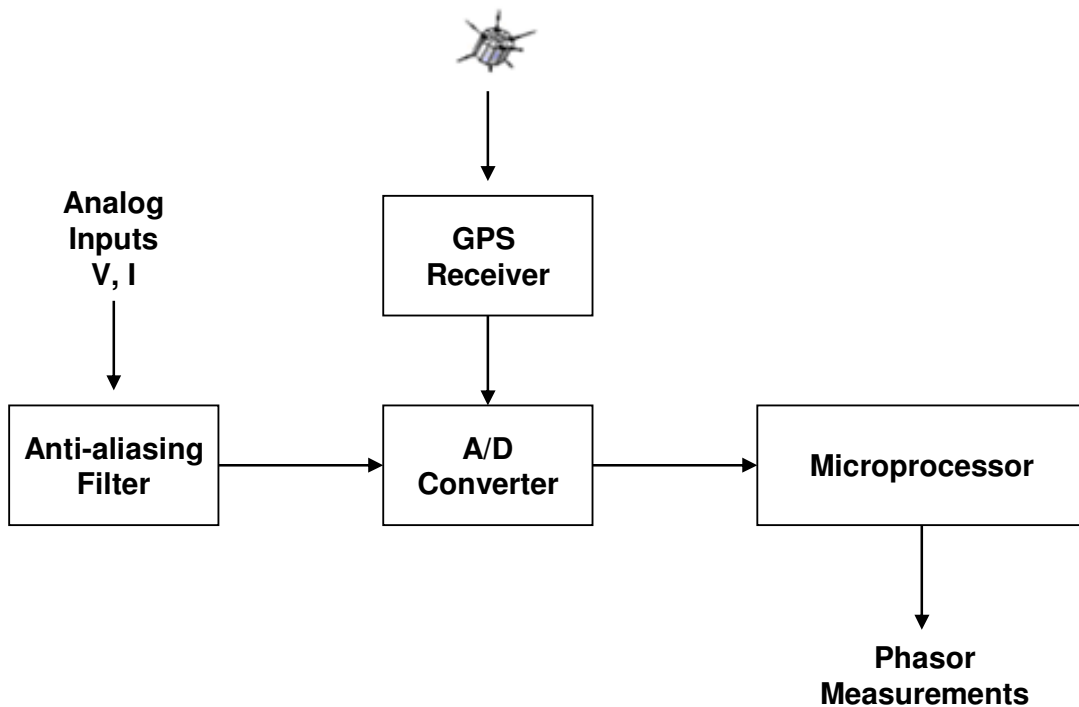 Analog
Inputs
V, I
GPS
Receiver
Anti-aliasing
Filter
A/D
Converter
Microprocessor
Phasor
Measurements